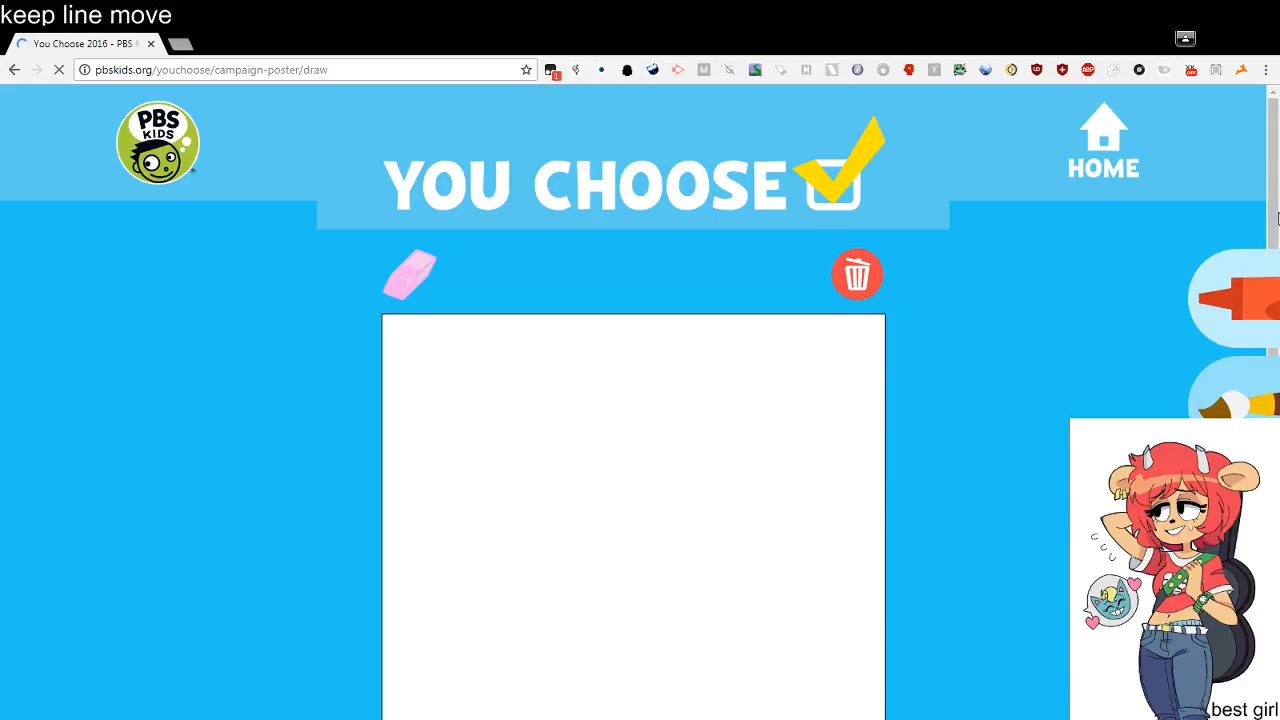 keep line move
You Choose 2016 - PBS
pbskids.org/youchoose/campaign-poster/draw
PBS
KIDS
YOU CHOOSE
HOME
best girl